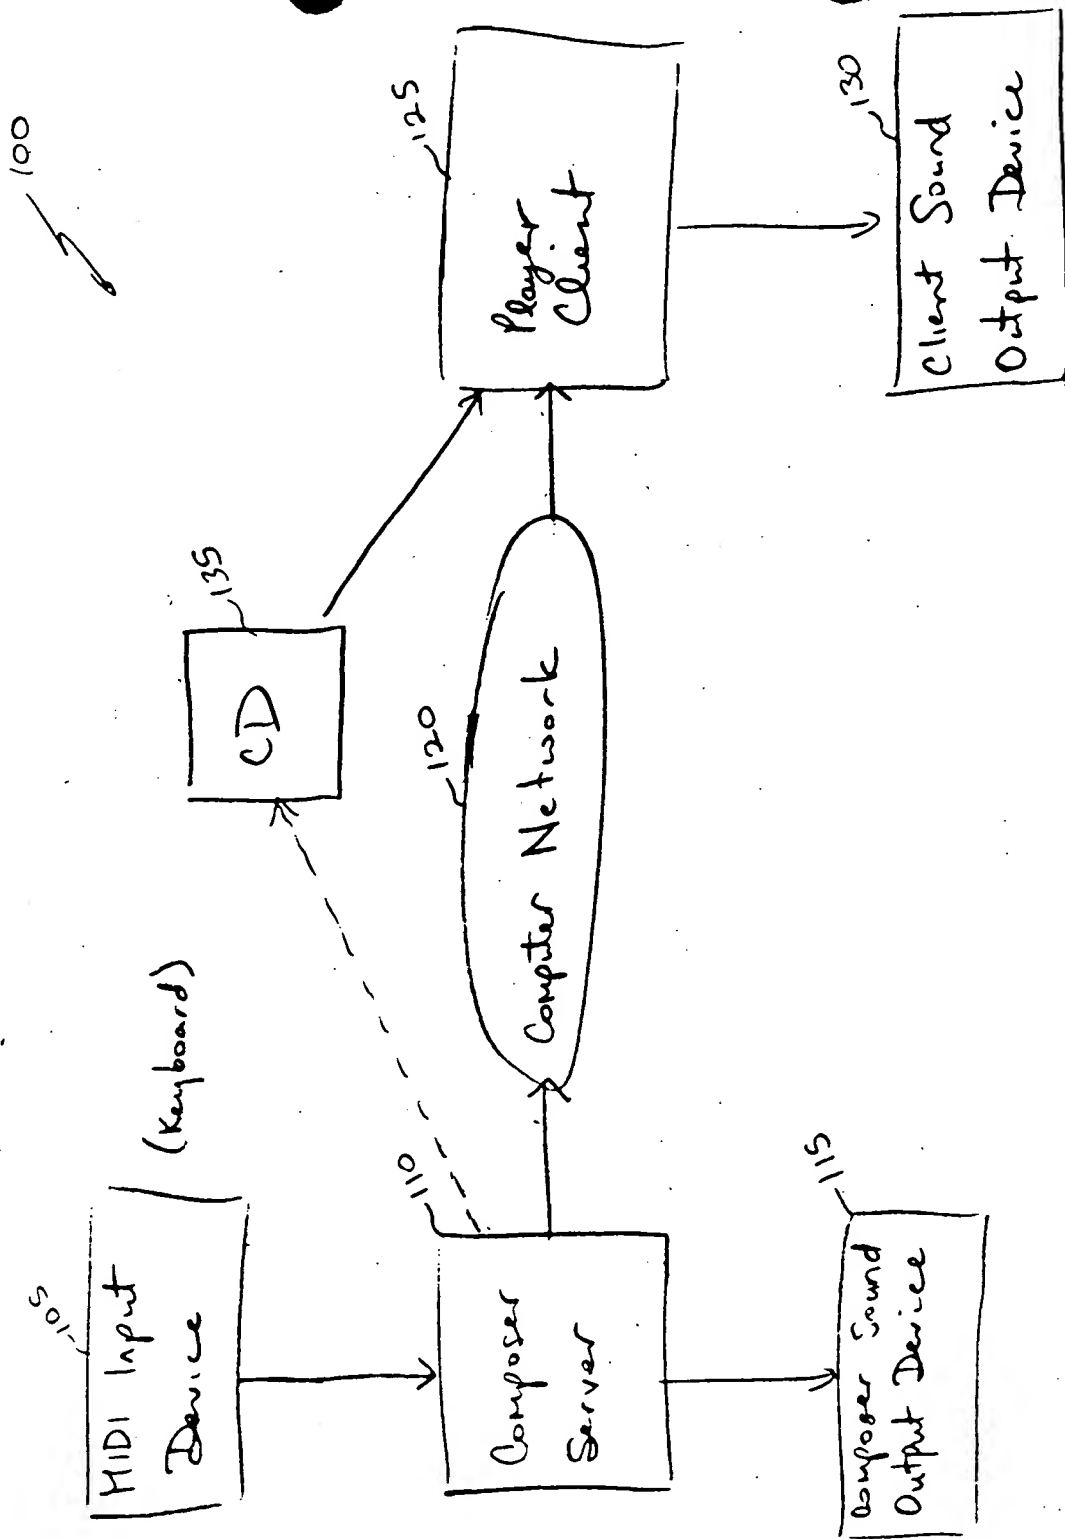 100
105
MIDI Input
Device
(Keyboard)
110
Composer
Server
115
Composer Sound
Output Device
135
CD
120
Computer Network
125
Player
Client
130
Client Sound
Output Device